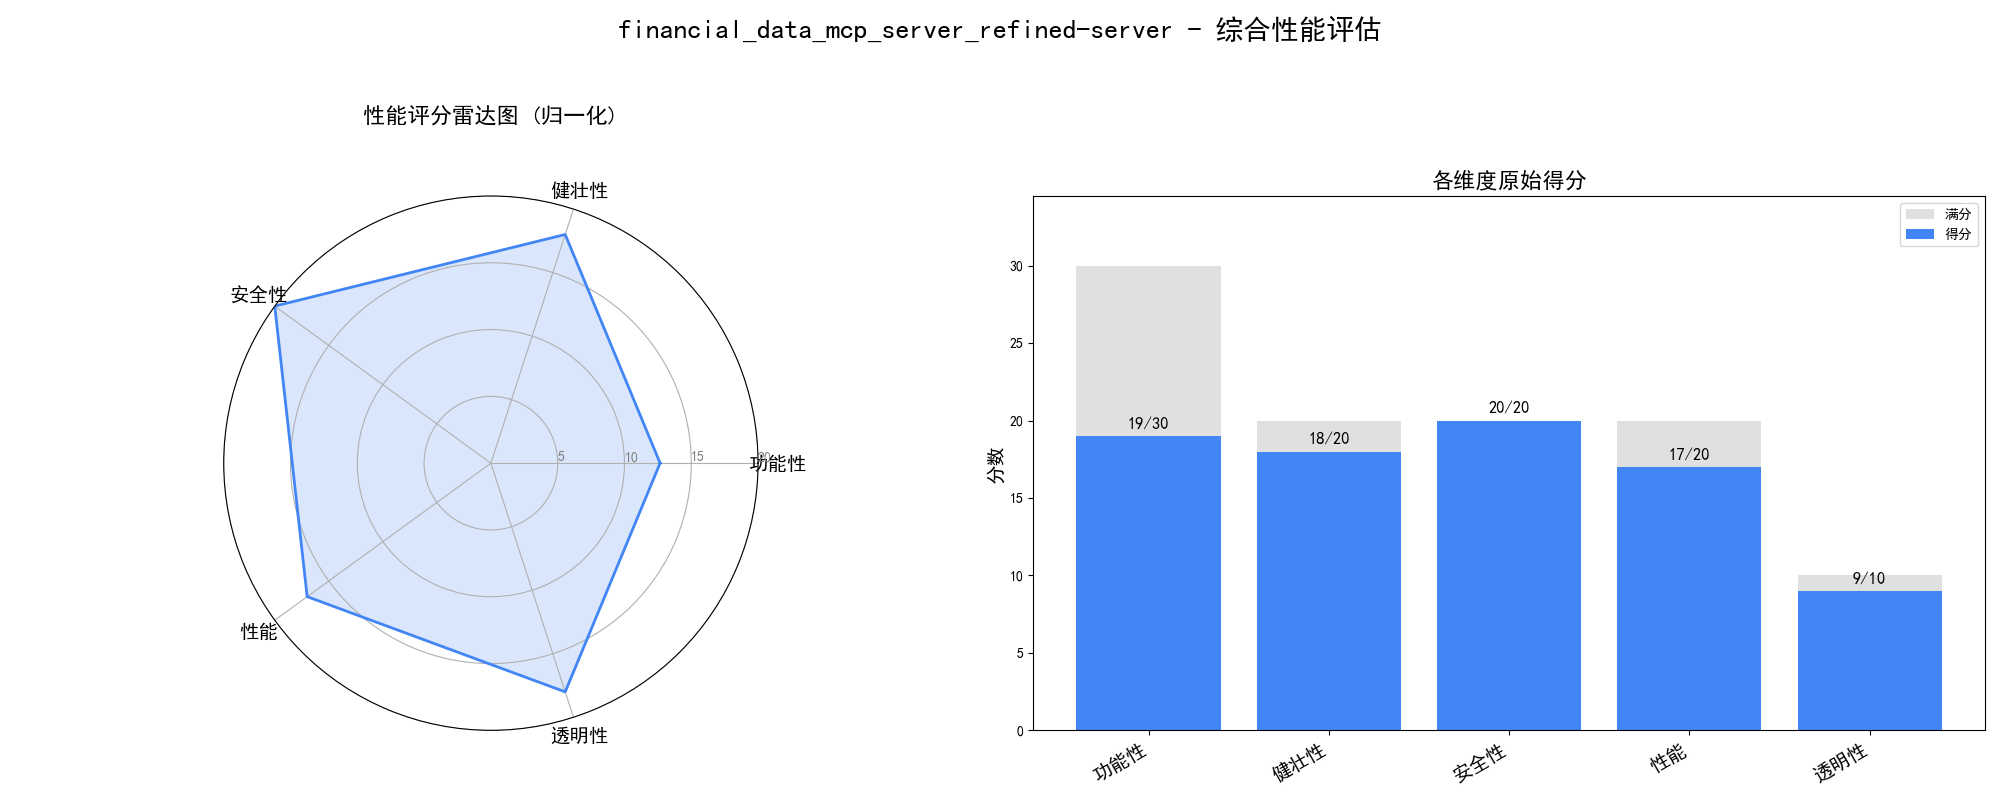 financial_data_mcp_server_refined-server - 综合性能评估
性能评分雷达图 (归一化)
健壮性
安全性
功能性
性能
透明性
5
10
15
20
各维度原始得分
满分
得分
分数
30
25
20
15
10
5
0
19/30
18/20
20/20
17/20
9/10
功能性
健壮性
安全性
性能
透明性